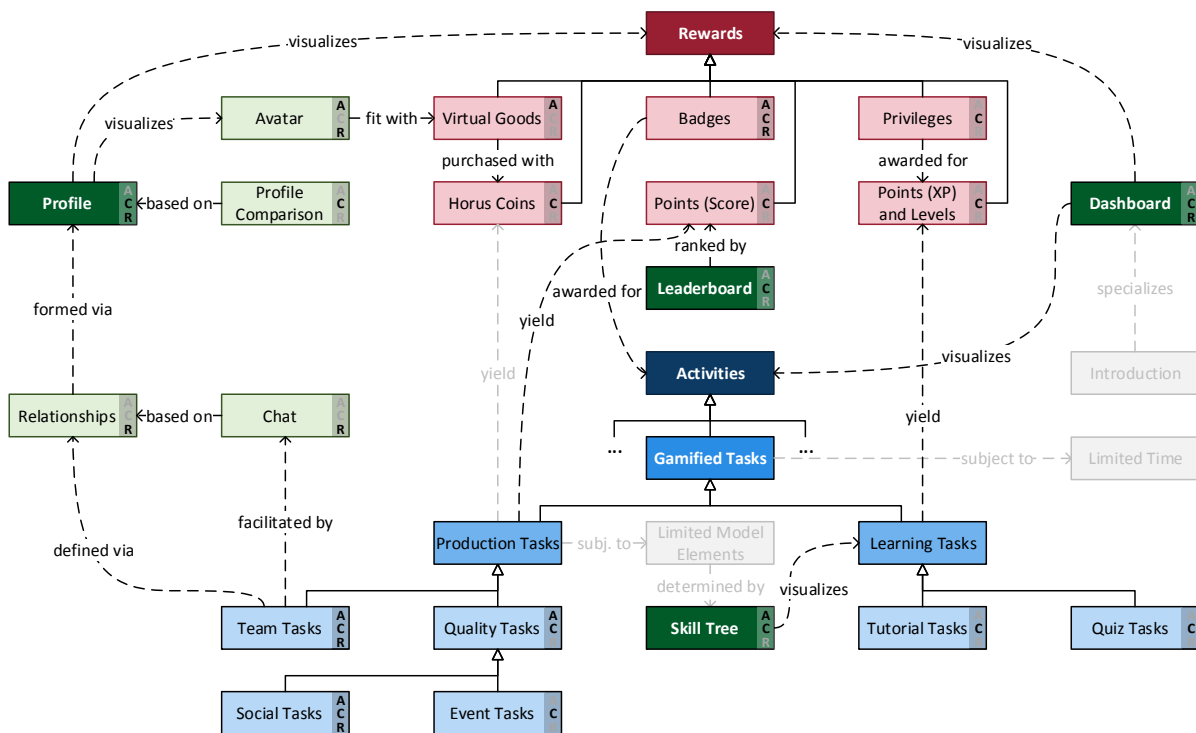 Rewards
visualizes
visualizes
visualizes
Avatar
A
C
R
fit with
Virtual Goods
A
C
R
Badges
A
C
R
Privileges
A
C
R
purchased with
awarded for
Profile
A
C
R
based on
Profile
Comparison
A
C
R
Horus Coins
A
C
R
Points (Score)
A
C
R
Points (XP)
and Levels
A
C
R
Dashboard
A
C
R
ranked by
Leaderboard
A
C
R
formed via
yield
awarded for
specializes
yield
Activities
visualizes
Introduction
Relationships
A
C
R
based on
Chat
A
C
R
yield
...
...
Gamified Tasks
subject to
Limited Time
facilitated by
defined via
Production Tasks
subj. to
Limited Model
Elements
Learning Tasks
determined by
visualizes
Team Tasks
A
C
R
Quality Tasks
A
C
R
Skill Tree
A
C
R
Tutorial Tasks
A
C
R
Quiz Tasks
A
C
R
Social Tasks
A
C
R
Event Tasks
A
C
R